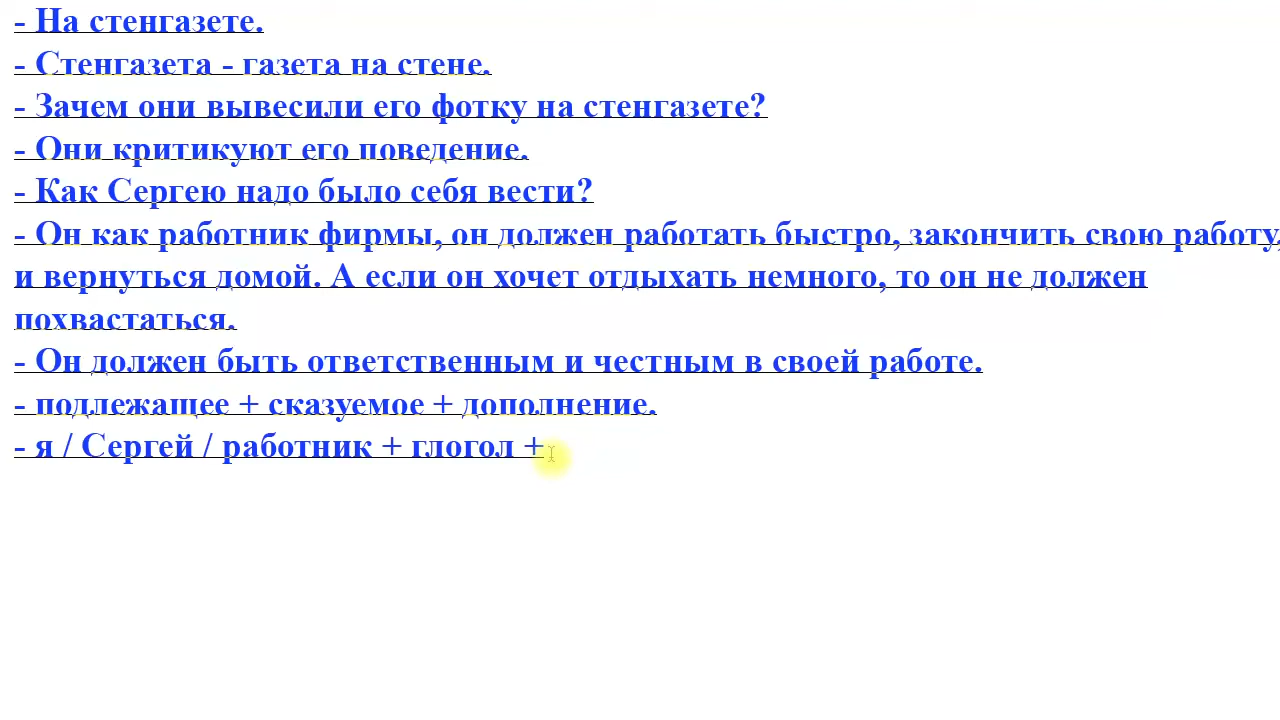 - На стенгазете.
- Стенгазета - газета на стене.
- Зачем они вывесили его фотку на стенгазете?
- Они критикуют его поведение.
- Как Сергею надо было себя вести?
- Он как работник фирмы, он должен работать быстро, закончить свою работу,
и вернуться домой. А если он хочет отдыхать немного, то он не должен
похвастаться.
- Он должен быть ответственным и честным в своей работе.
- подлежащее + сказуемое + дополнение.
- я / Сергей / работник + глогол +